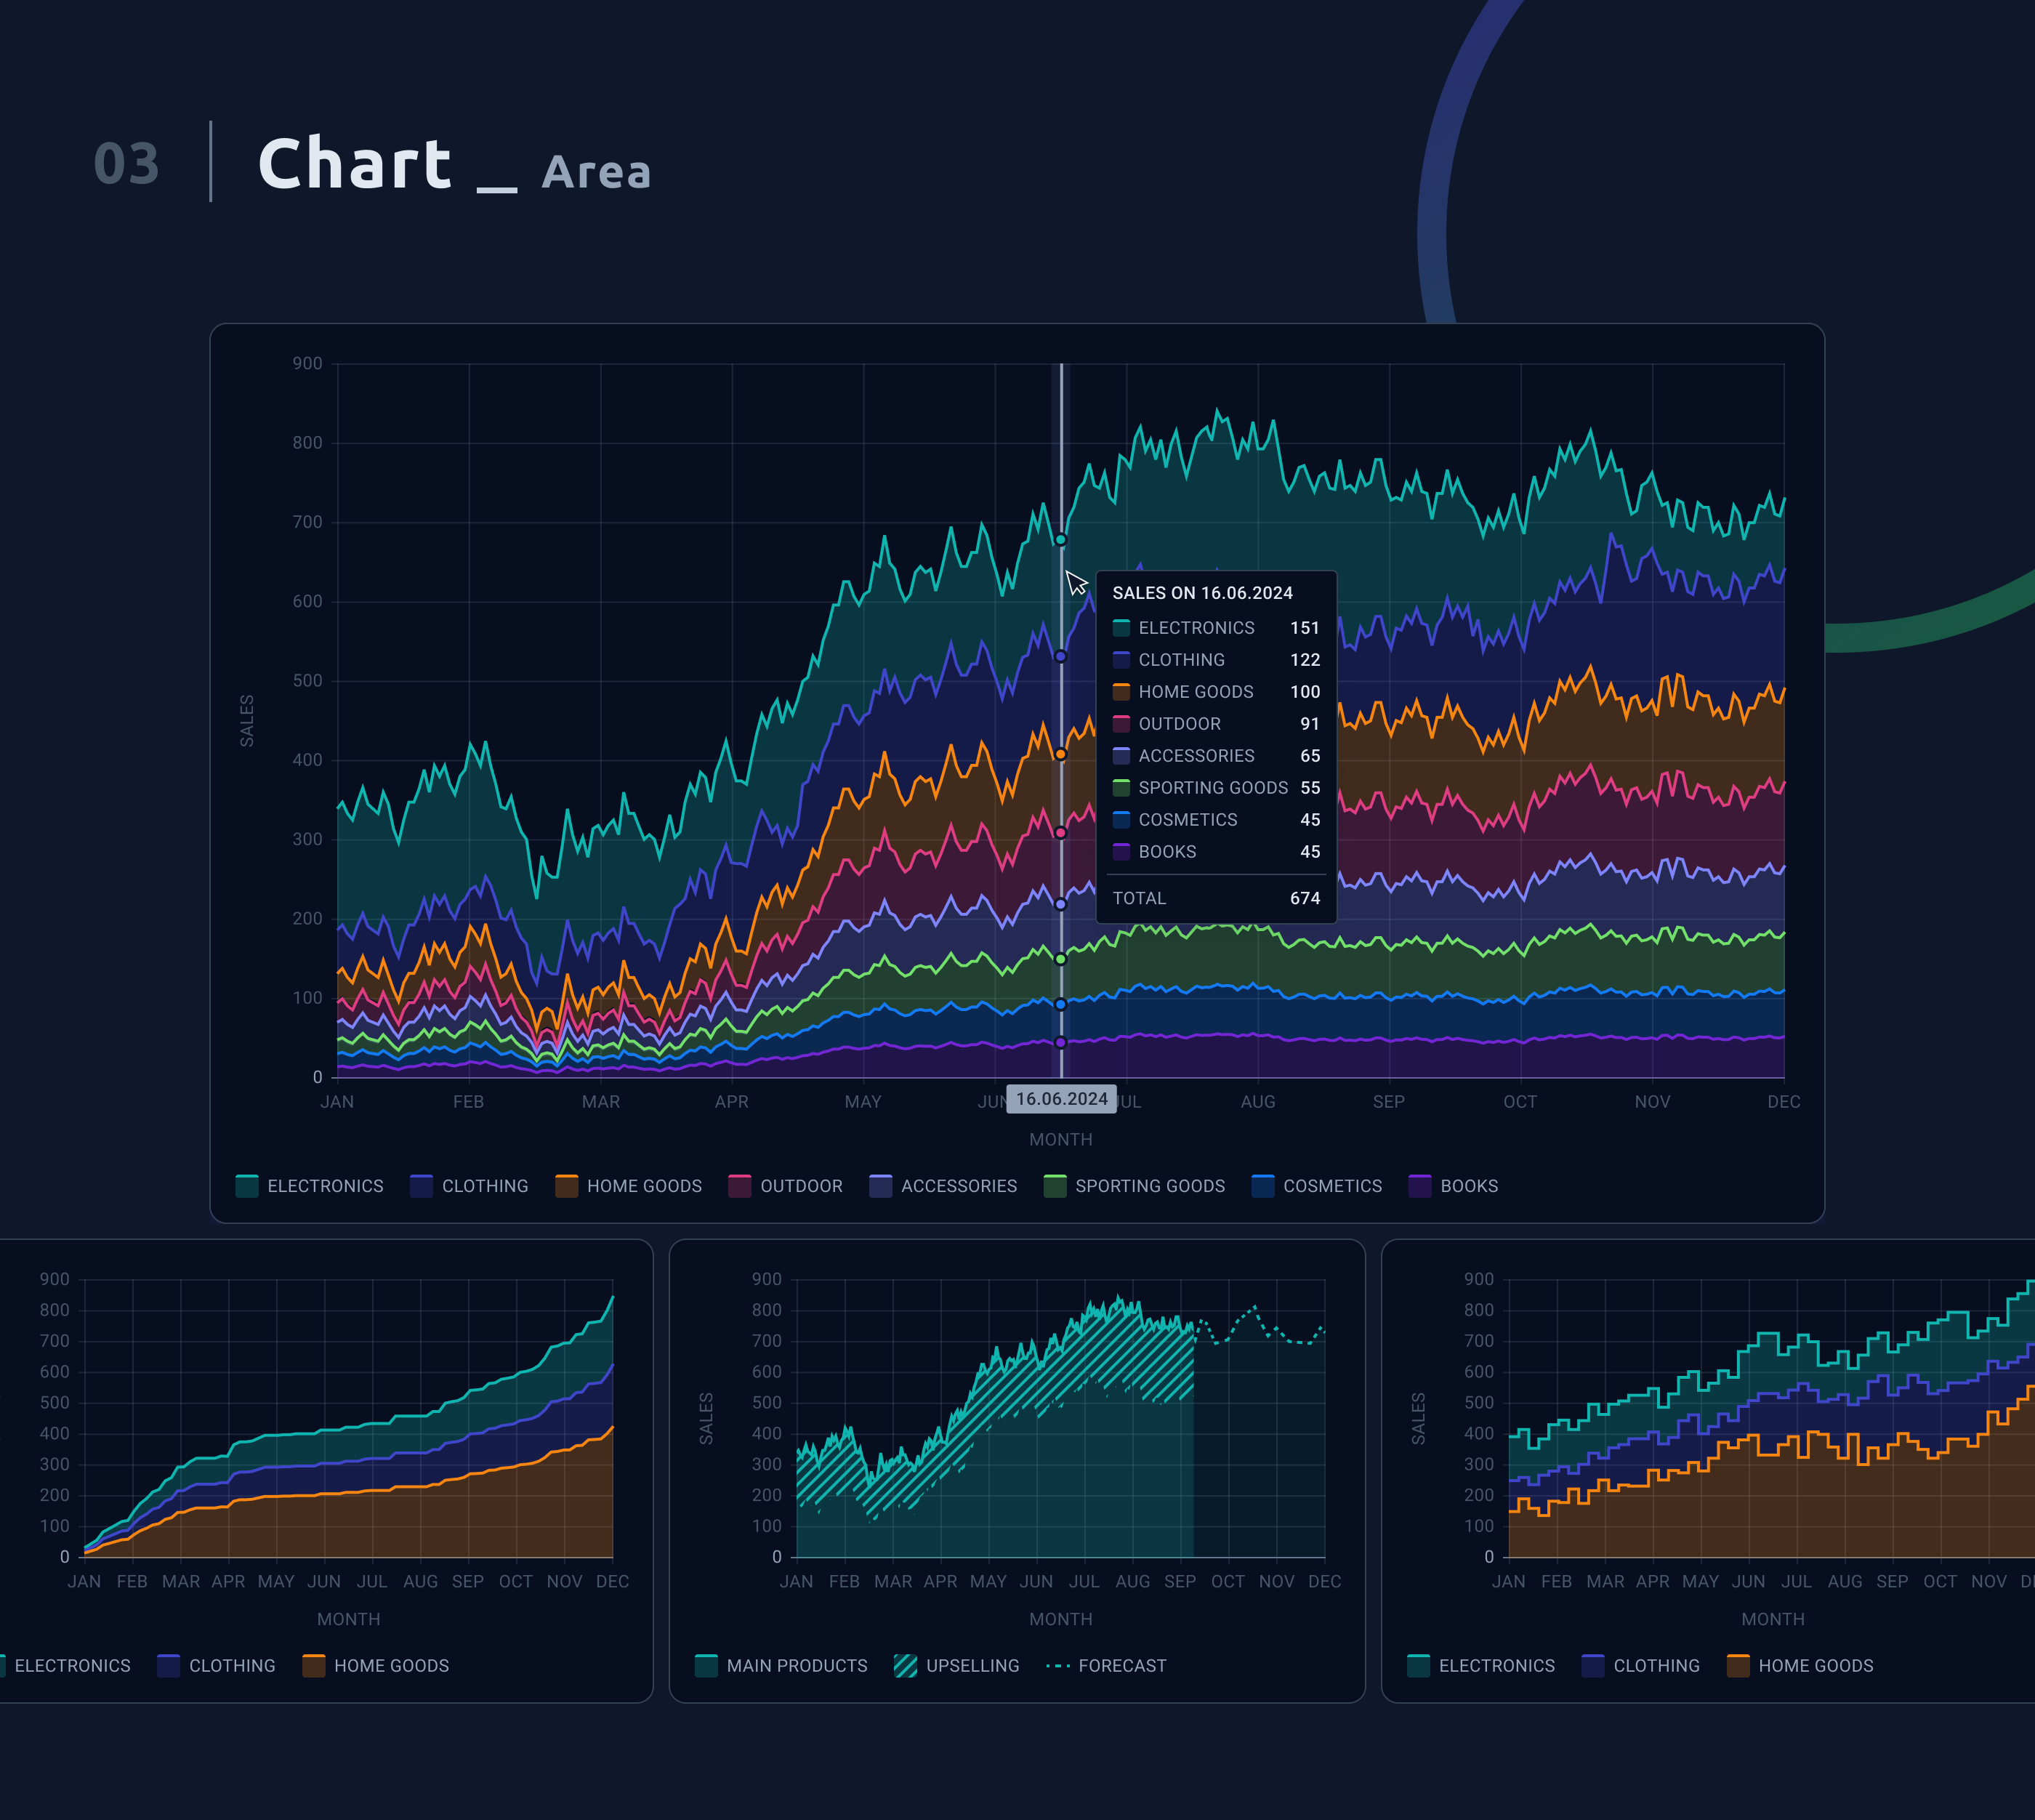 03 Chart _ Area
900
800
700
600
500
400
300
200
100
0
SALES
JAN FEB MAR APR MAY JUN 16.06.2024 JUL AUG SEP OCT NOV DEC
MONTH
SALES ON 16.06.2024
ELECTRONICS 151
CLOTHING 122
HOME GOODS 100
OUTDOOR 91
ACCESSORIES 65
SPORTING GOODS 55
COSMETICS 45
BOOKS 45
TOTAL 674
ELECTRONICS CLOTHING HOME GOODS OUTDOOR ACCESSORIES SPORTING GOODS COSMETICS BOOKS
900
800
700
600
500
400
300
200
100
0
JAN FEB MAR APR MAY JUN JUL AUG SEP OCT NOV DEC
MONTH
ELECTRONICS CLOTHING HOME GOODS
900
800
700
600
500
400
300
200
100
0
SALES
JAN FEB MAR APR MAY JUN JUL AUG SEP OCT NOV DEC
MONTH
MAIN PRODUCTS UPSELLING FORECAST
900
800
700
600
500
400
300
200
100
0
SALES
JAN FEB MAR APR MAY JUN JUL AUG SEP OCT NOV
MONTH
ELECTRONICS CLOTHING HOME GOODS